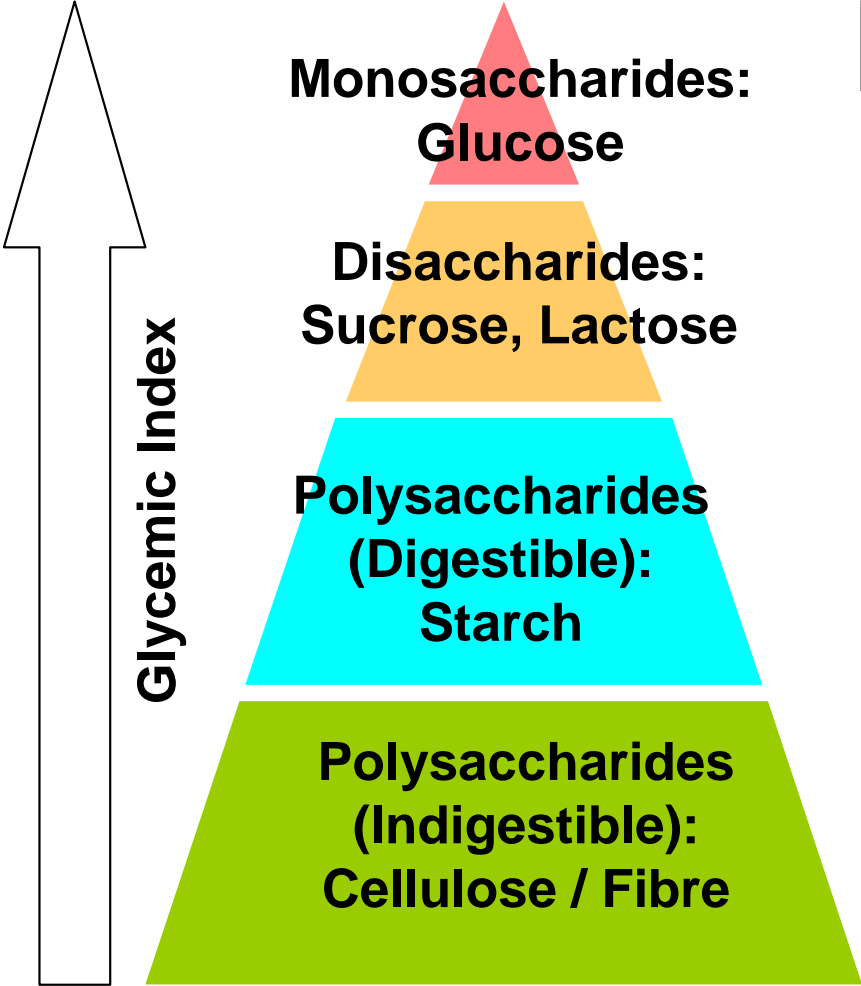 Monosaccharides:
Glucose
Disaccharides:
Sucrose, Lactose
Polysaccharides
(Digestible):
Starch
Polysaccharides
(Indigestible):
Cellulose / Fibre
Glycemic Index